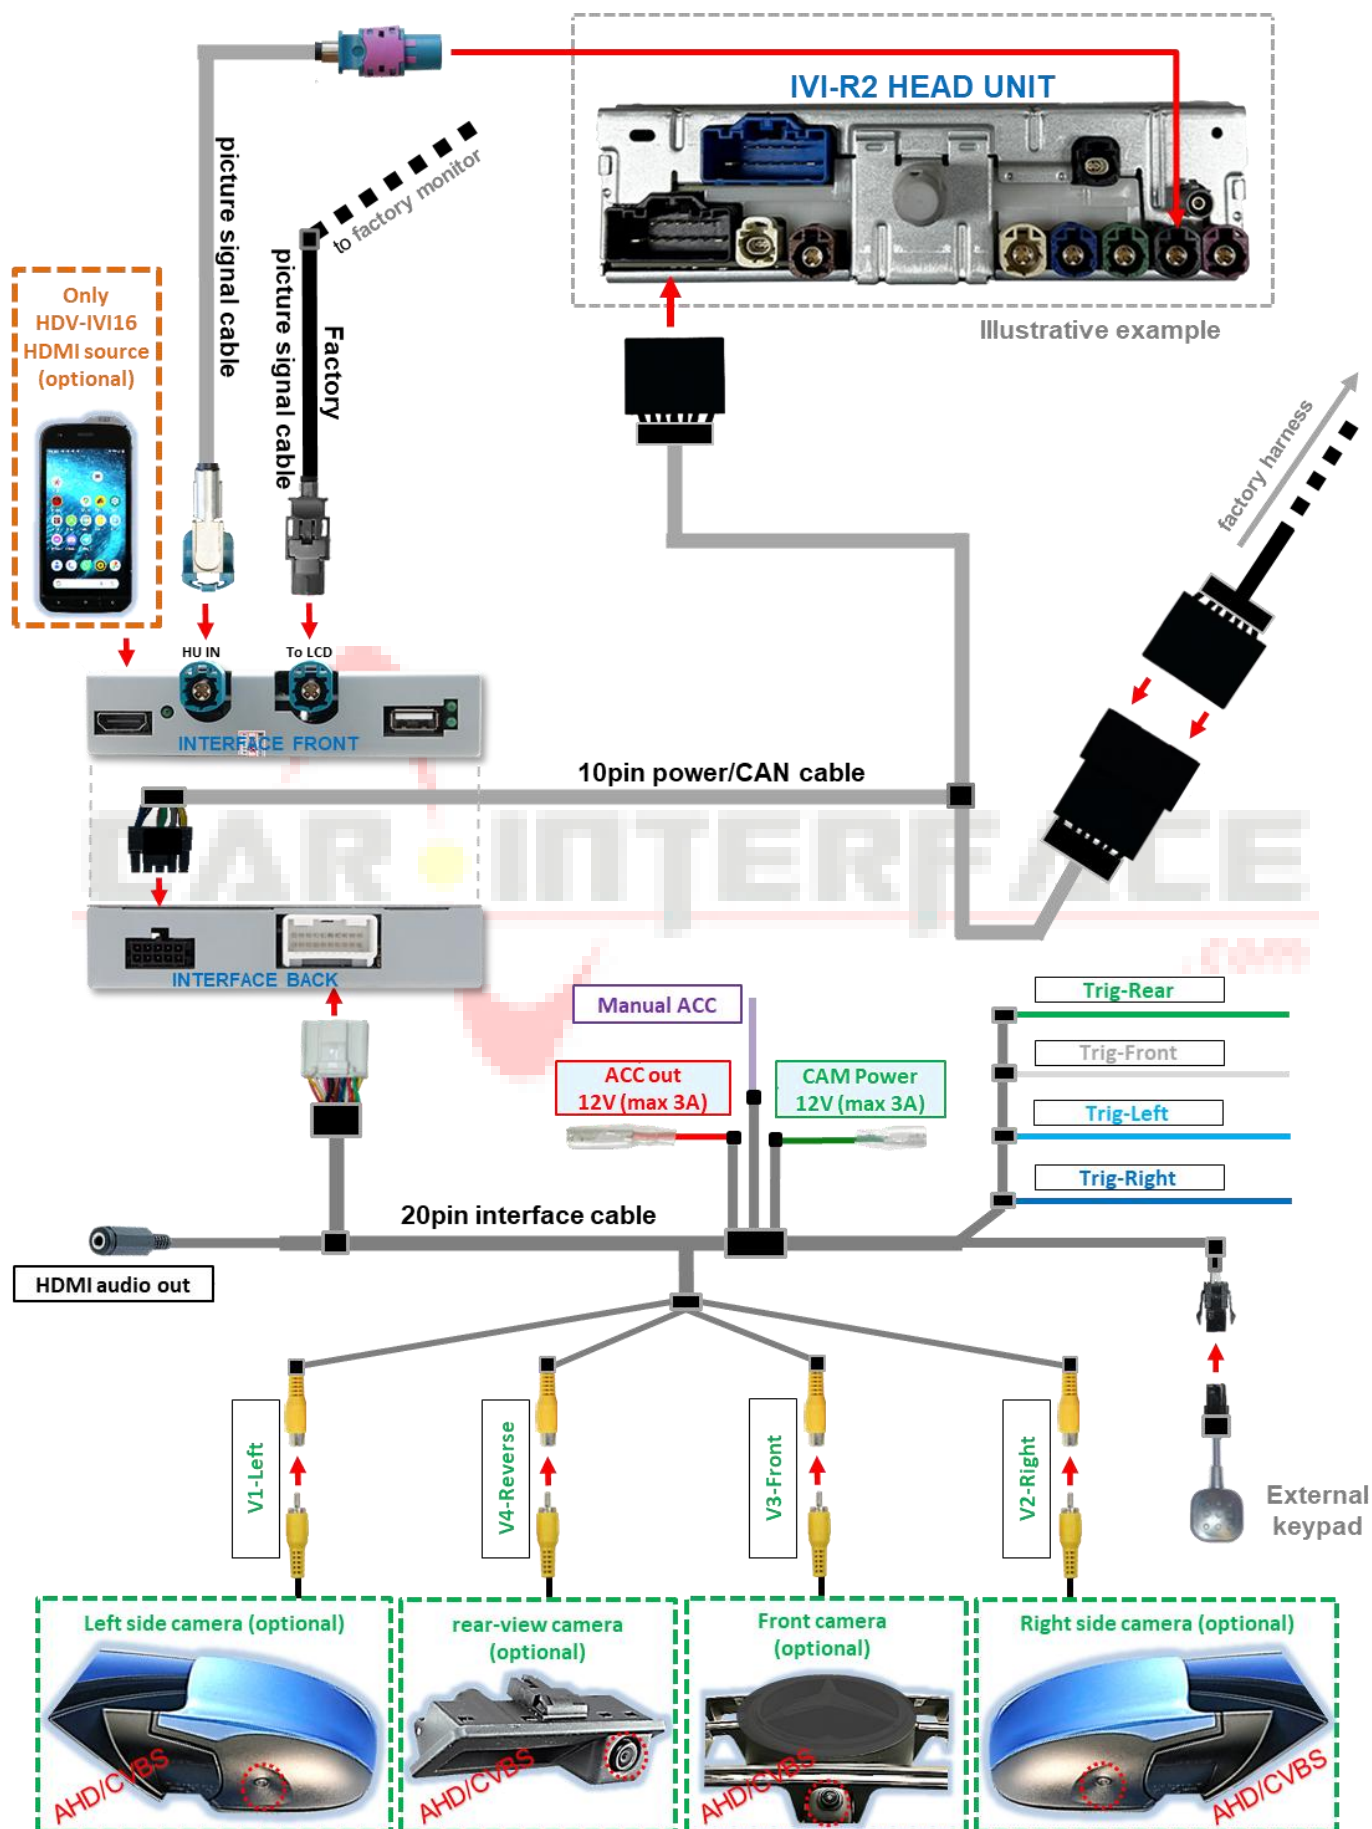 IVI-R2 HEAD UNIT
picture signal cable
to factory monitor
Factory
picture signal cable
Illustrative example
Only
HDV-IVI16
HDMI source
(optional)
factory harness
HU IN
To LCD
INTERFACE FRONT
10pin power/CAN cable
CAR INTERFACE
.com
INTERFACE BACK
Manual ACC
ACC out
12V (max 3A)
CAM Power
12V (max 3A)
Trig-Rear
Trig-Front
Trig-Left
Trig-Right
20pin interface cable
HDMI audio out
V1-Left
V4-Reverse
V3-Front
V2-Right
External
keypad
Left side camera (optional)
rear-view camera
(optional)
Front camera
(optional)
Right side camera (optional)
AHD/CVBS
AHD/CVBS
AHD/CVBS
AHD/CVBS